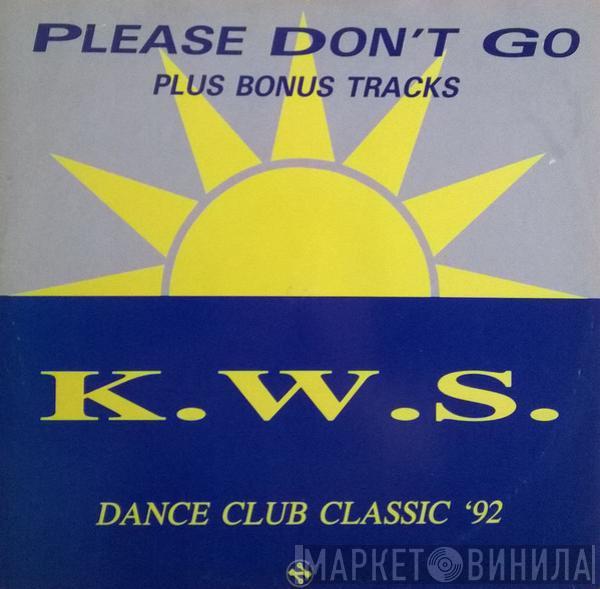 PLEASE DON'T GO
PLUS BONUS TRACKS
K.W.S.
DANCE CLUB CLASSIC '92
МАРКЕТ ВИНИЛА